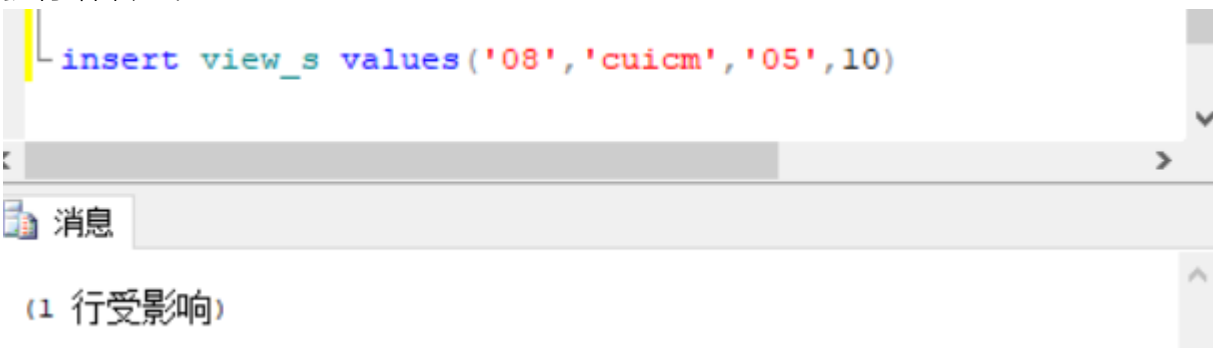 insert view_s values('08','cuicm','05',10)
消息
(1 行受影响)